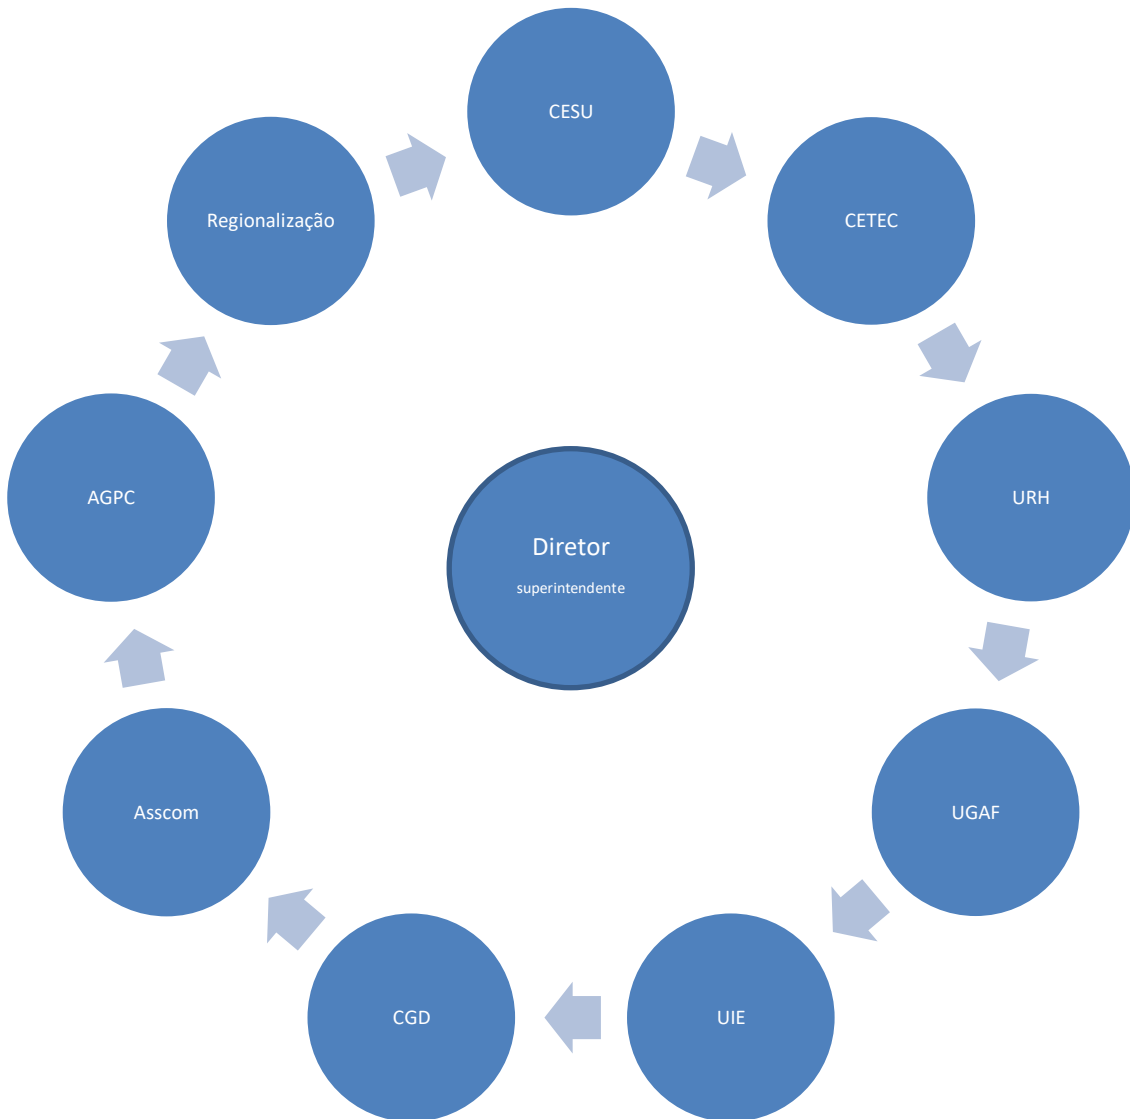 CESU
CETEC
URH
UGAF
UIE
CGD
Asscom
AGPC
Regionalização
Diretor
superintendente